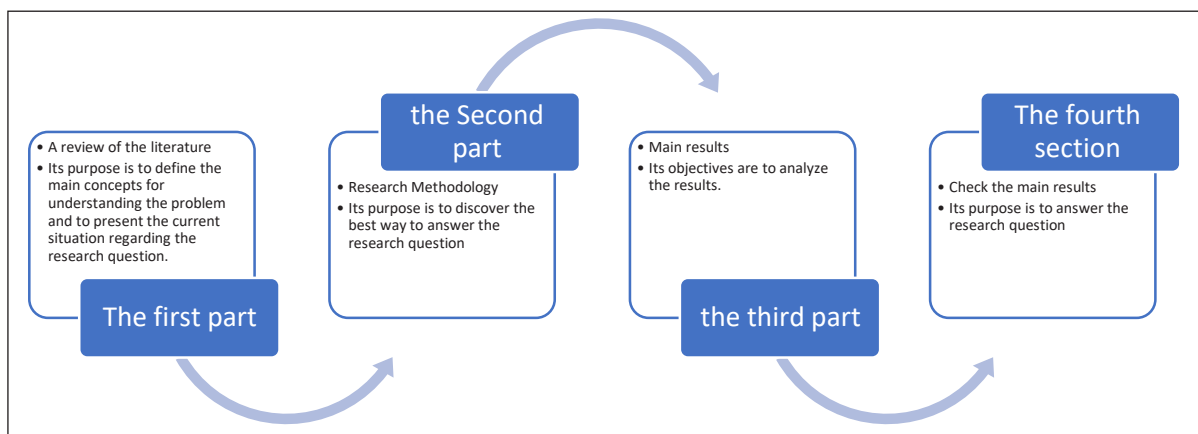 • A review of the literature
• Its purpose is to define the
main concepts for
understanding the problem
and to present the current
situation regarding the
research question.
The first part
the Second
part
• Research Methodology
• Its purpose is to discover the
best way to answer the
research question
• Main results
• Its objectives are to analyze
the results.
the third part
The fourth
section
• Check the main results
• Its purpose is to answer the
research question